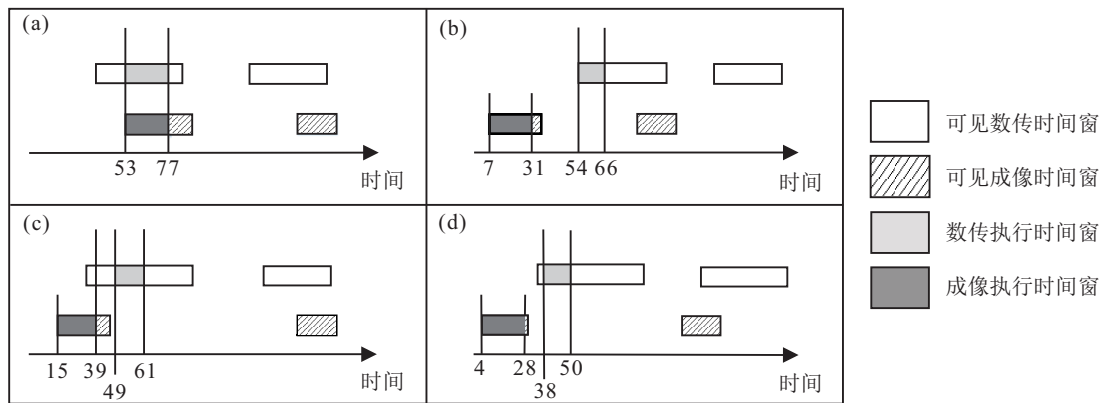 (a)
53 77
时间
(b)
7 31 54 66
时间
(c)
15 39 61
49
时间
(d)
4 28 50
38
时间
可见数传时间窗
可见成像时间窗
数传执行时间窗
成像执行时间窗